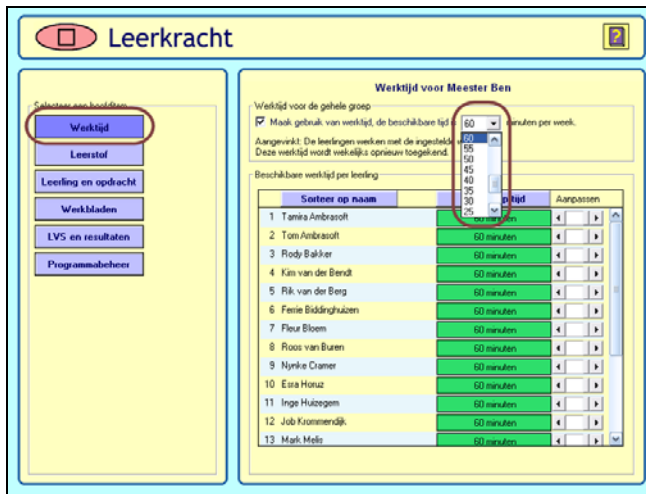 Leerkracht
?
Selecteer een hoofditem
Werktijd
Leerstof
Leerling en opdracht
Werkbladen
LVS en resultaten
Programmabeheer
Werktijd voor Meester Ben
Werktijd voor de gehele groep
Maak gebruik van werktijd, de beschikbare tijd is 60 minuten per week.
Aangevinkt: De leerlingen werken met de ingestelde
Deze werktijd wordt wekelijks opnieuw toegekend.
60
55
50
45
40
35
30
25
Beschikbare werktijd per leerling
Sorteer op naam tijd Aanpassen
1 Tamira Ambrasoft 60 minuten
2 Tom Ambrasoft 60 minuten
3 Rody Bakker 60 minuten
4 Kim van der Bendt 60 minuten
5 Rik van der Berg 60 minuten
6 Ferrie Biddinghuizen 60 minuten
7 Fleur Bloem 60 minuten
8 Roos van Buren 60 minuten
9 Nynke Cramer 60 minuten
10 Esra Horuz 60 minuten
11 Inge Huizegem 60 minuten
12 Job Krommendijk 60 minuten
13 Mark Melis 60 minuten